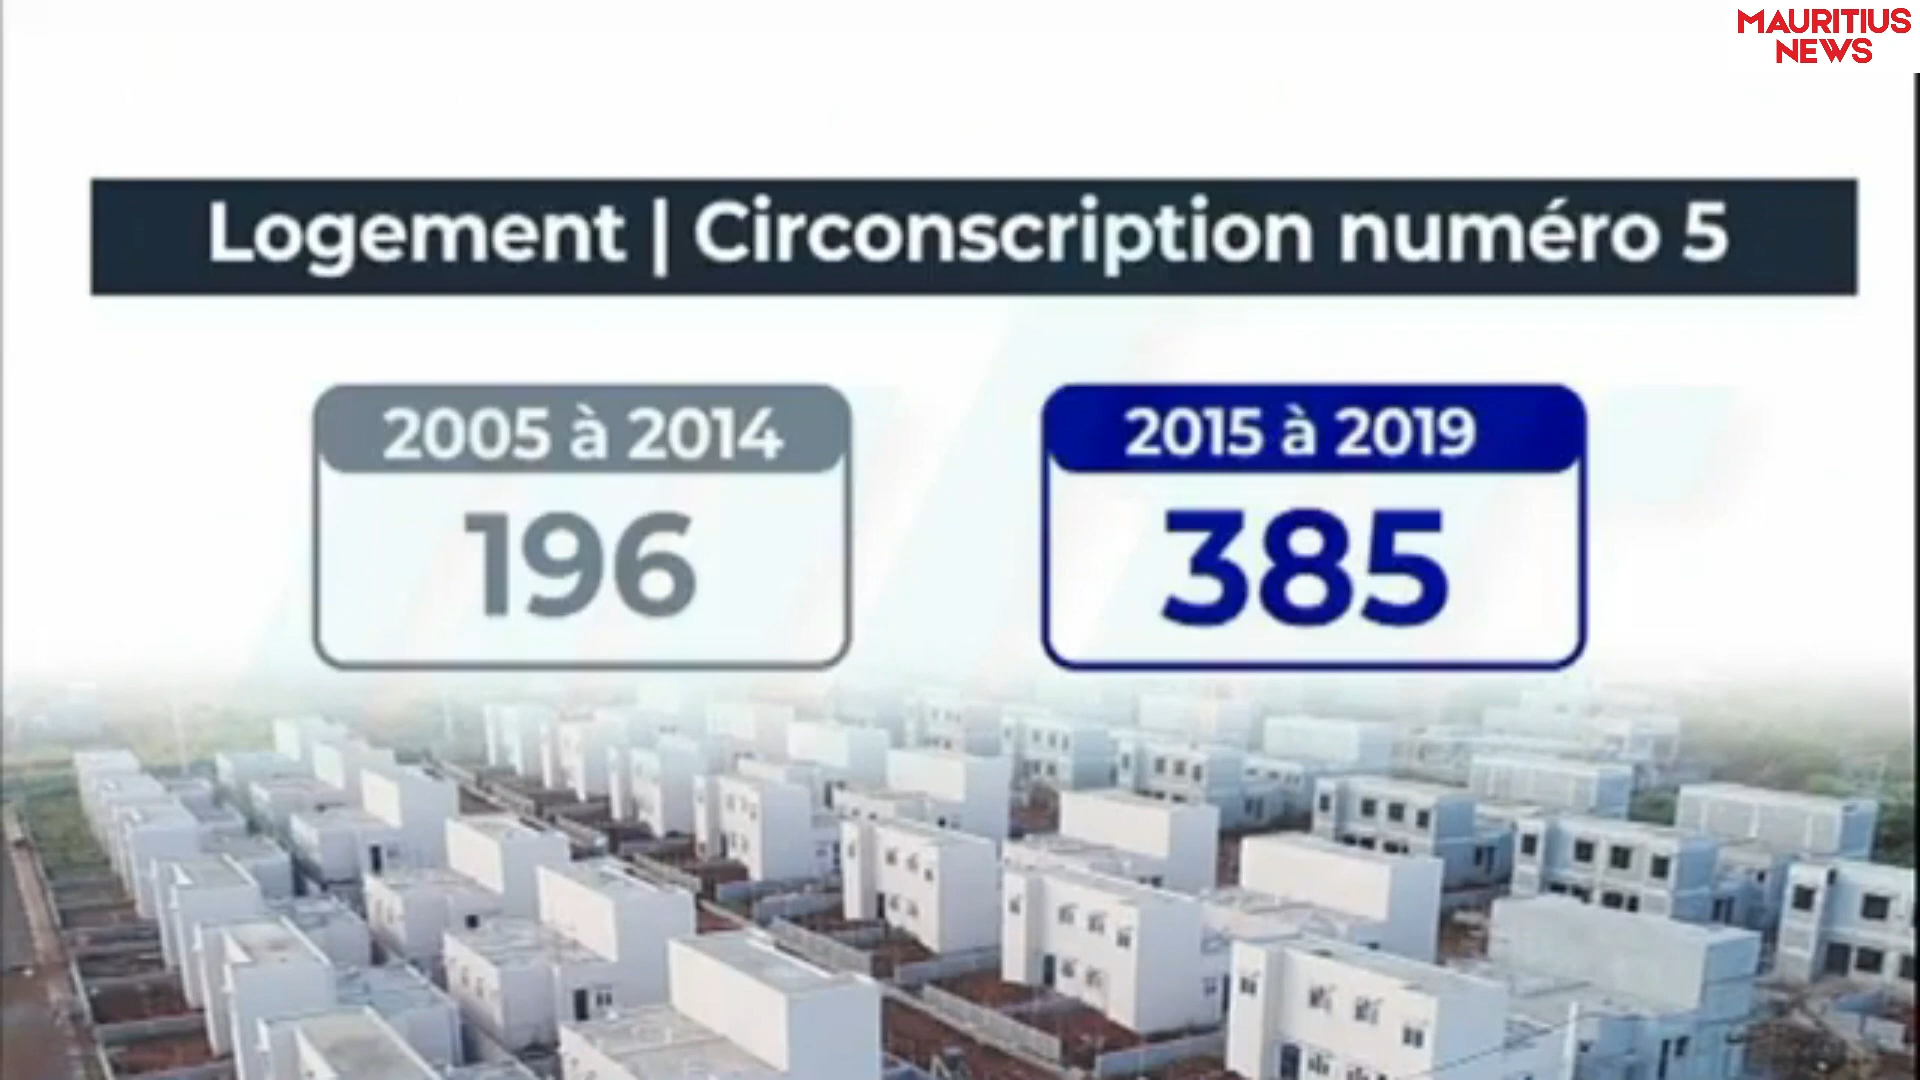 MAURITIUS
NEWS
Logement | Circonscription numéro 5
2005 à 2014
2015 à 2019
196
385